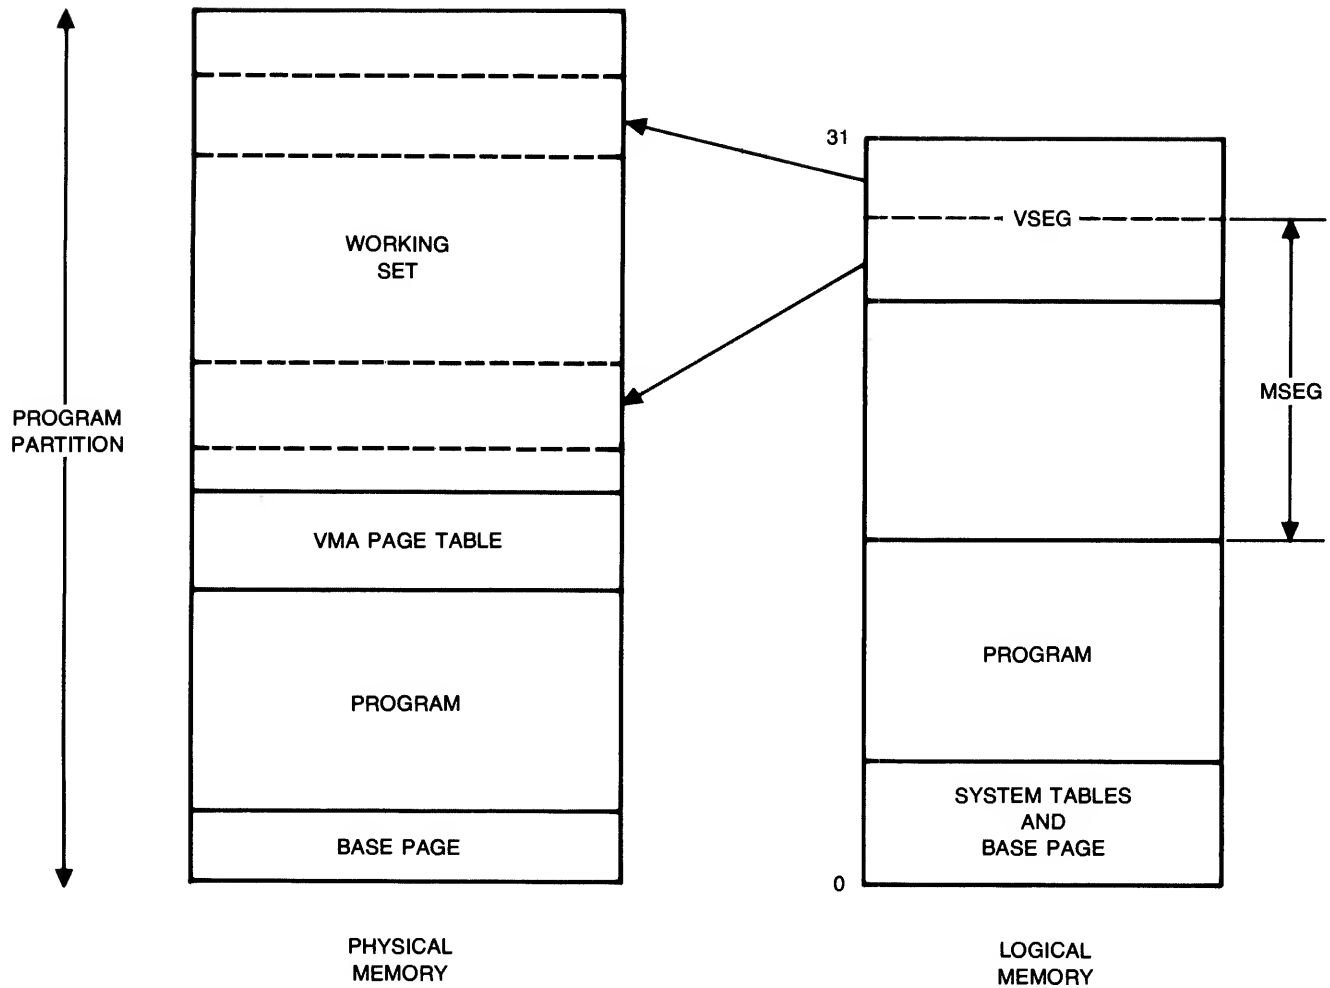 PROGRAM
PARTITION
WORKING
SET
VMA PAGE TABLE
PROGRAM
BASE PAGE
PHYSICAL
MEMORY
31
VSEG
MSEG
PROGRAM
SYSTEM TABLES
AND
BASE PAGE
0
LOGICAL
MEMORY